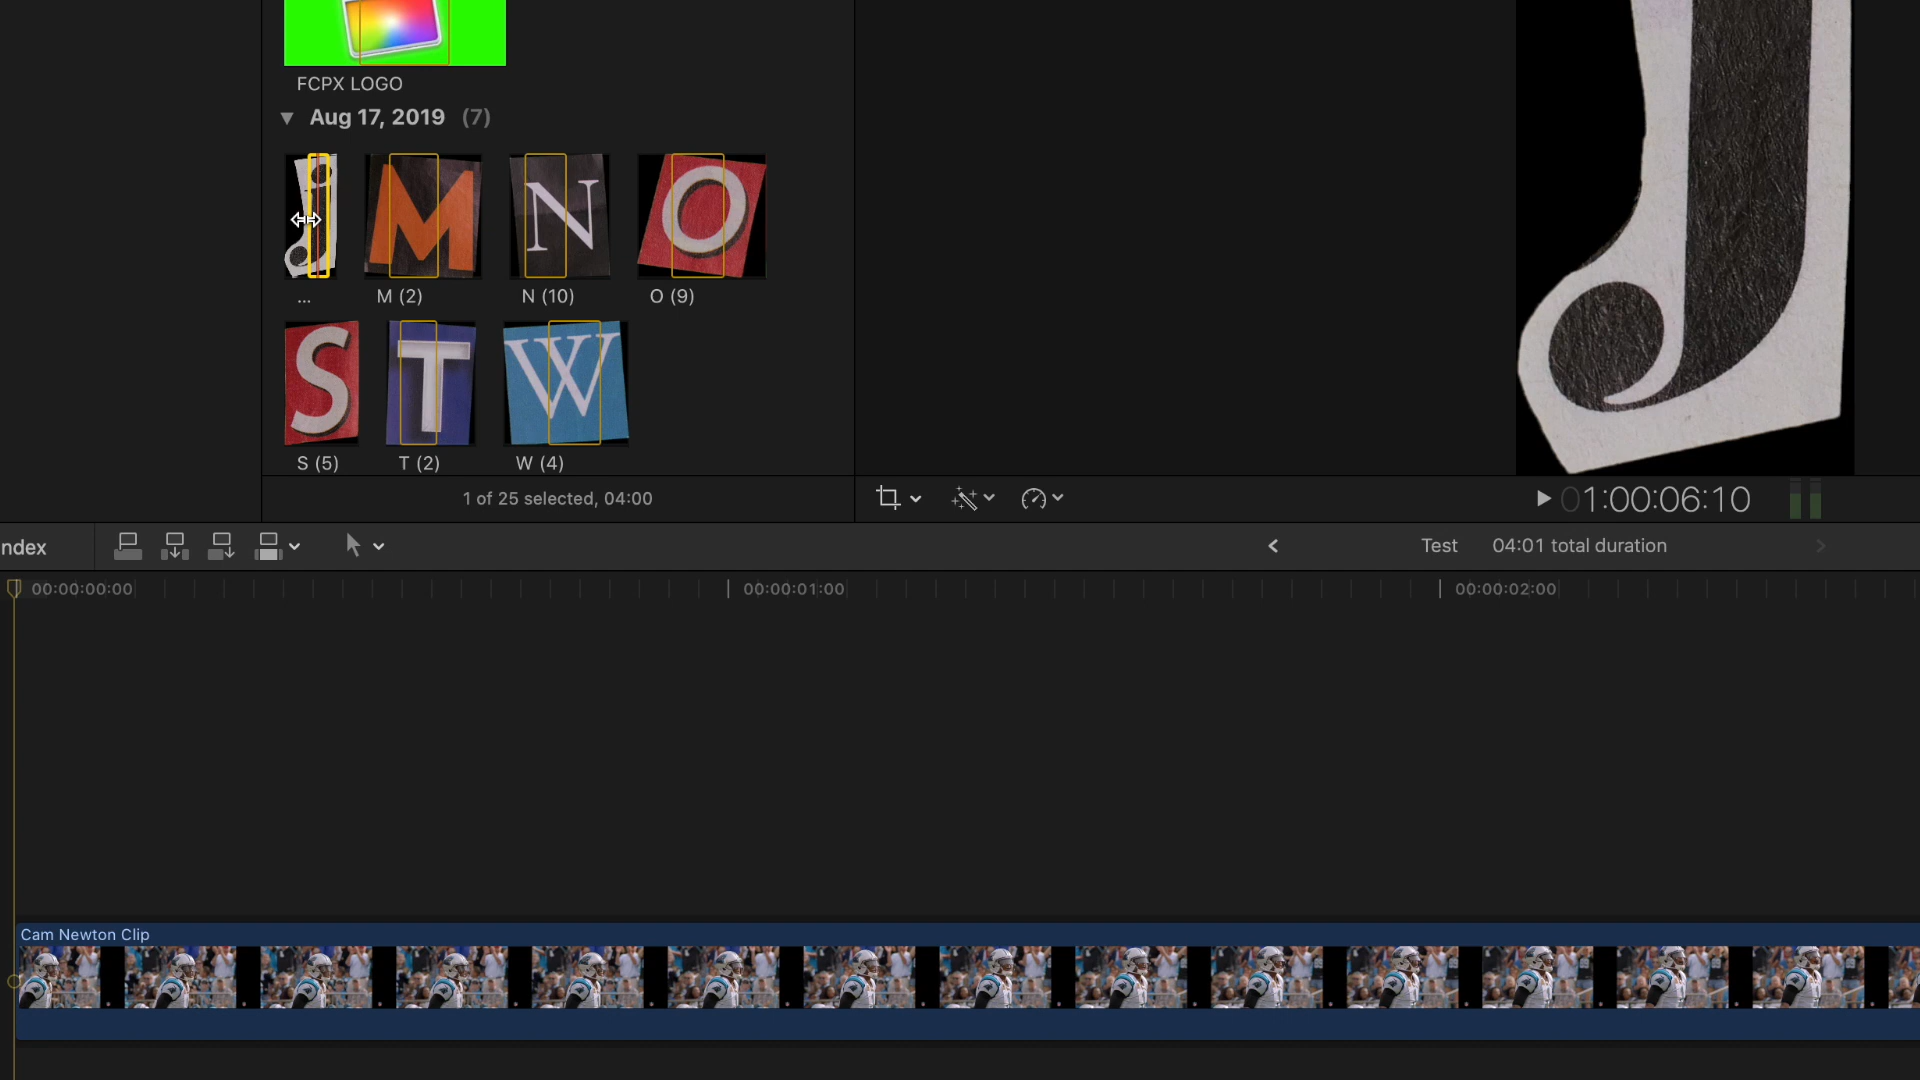 FCPX LOGO
Aug 17, 2019 (7)
J M N O
... M (2) N (10) O (9)
S T W
S (5) T (2) W (4)
1 of 25 selected, 04:00
01:00:06:10
ndex
Test 04:01 total duration
00:00:00:00 00:00:01:00 00:00:02:00
Cam Newton Clip